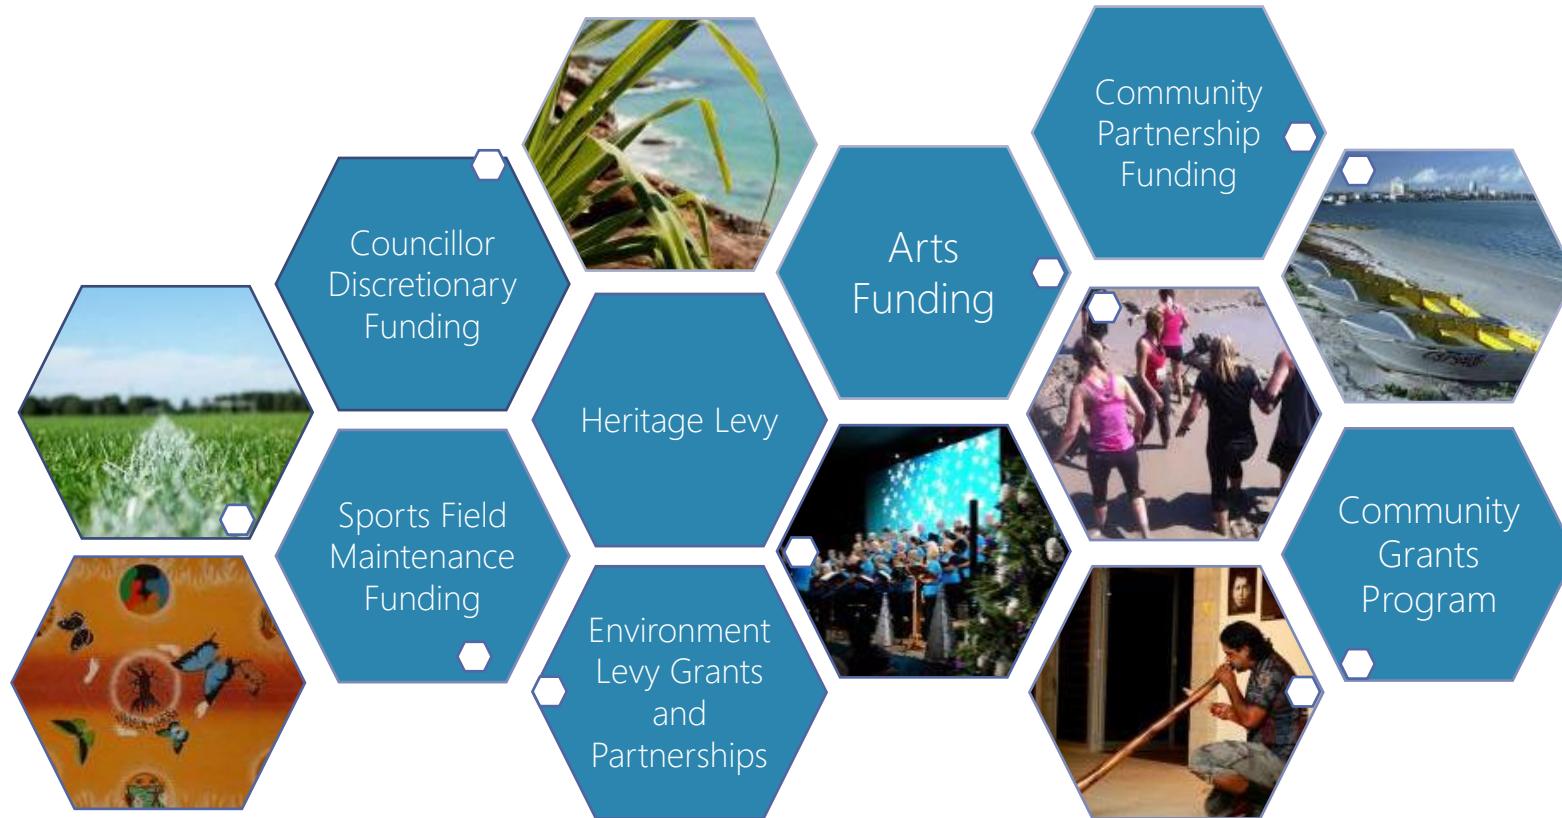 Community
Partnership
Funding
Councillor
Discretionary
Funding
Arts
Funding
Heritage Levy
Sports Field
Maintenance
Funding
Community
Grants
Program
Environment
Levy Grants
and
Partnerships